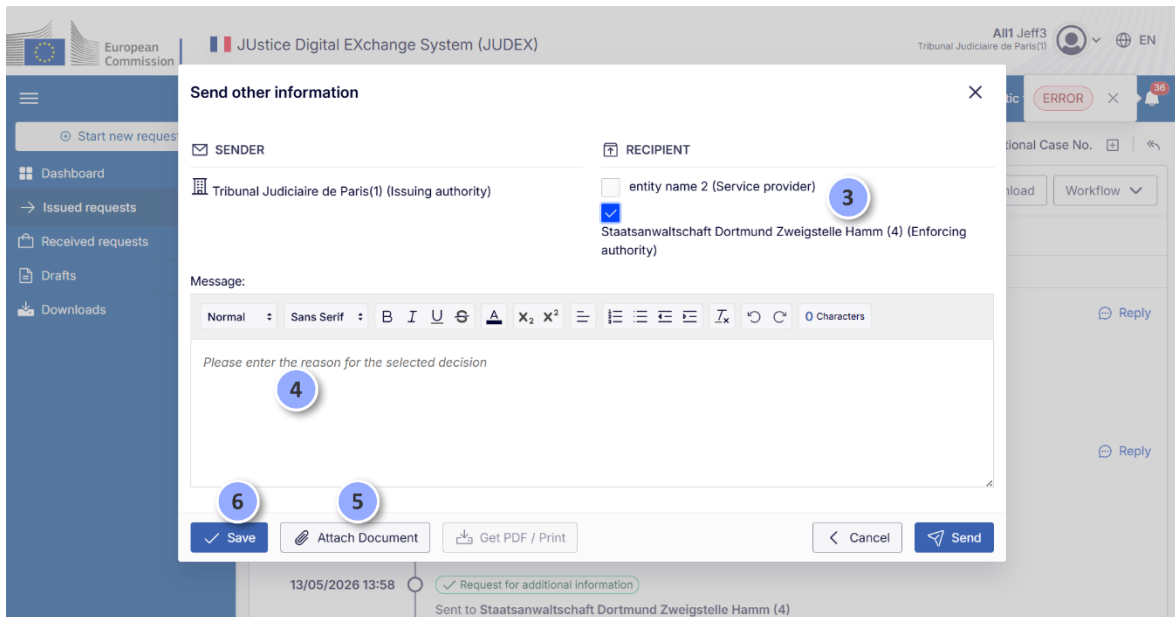 European
Commission
JUstice Digital EXchange System (JUDEX)
All1 Jeff3
Tribunal Judiciaire de Paris(1)
EN
Send other information
tic
ERROR
36
Start new request
tional Case No.
SENDER
RECIPIENT
Dashboard
Tribunal Judiciaire de Paris(1) (Issuing authority)
entity name 2 (Service provider)
3
nload
Workflow
Issued requests
Staatsanwaltschaft Dortmund Zweigstelle Hamm (4) (Enforcing
authority)
Received requests
Drafts
Message:
Downloads
Normal
Sans Serif
B I U S A X₂ X² Tx
0 Characters
Reply
Please enter the reason for the selected decision
4
Reply
6
5
Save
Attach Document
Get PDF / Print
Cancel
Send
13/05/2026 13:58
Request for additional information
Sent to Staatsanwaltschaft Dortmund Zweigstelle Hamm (4)